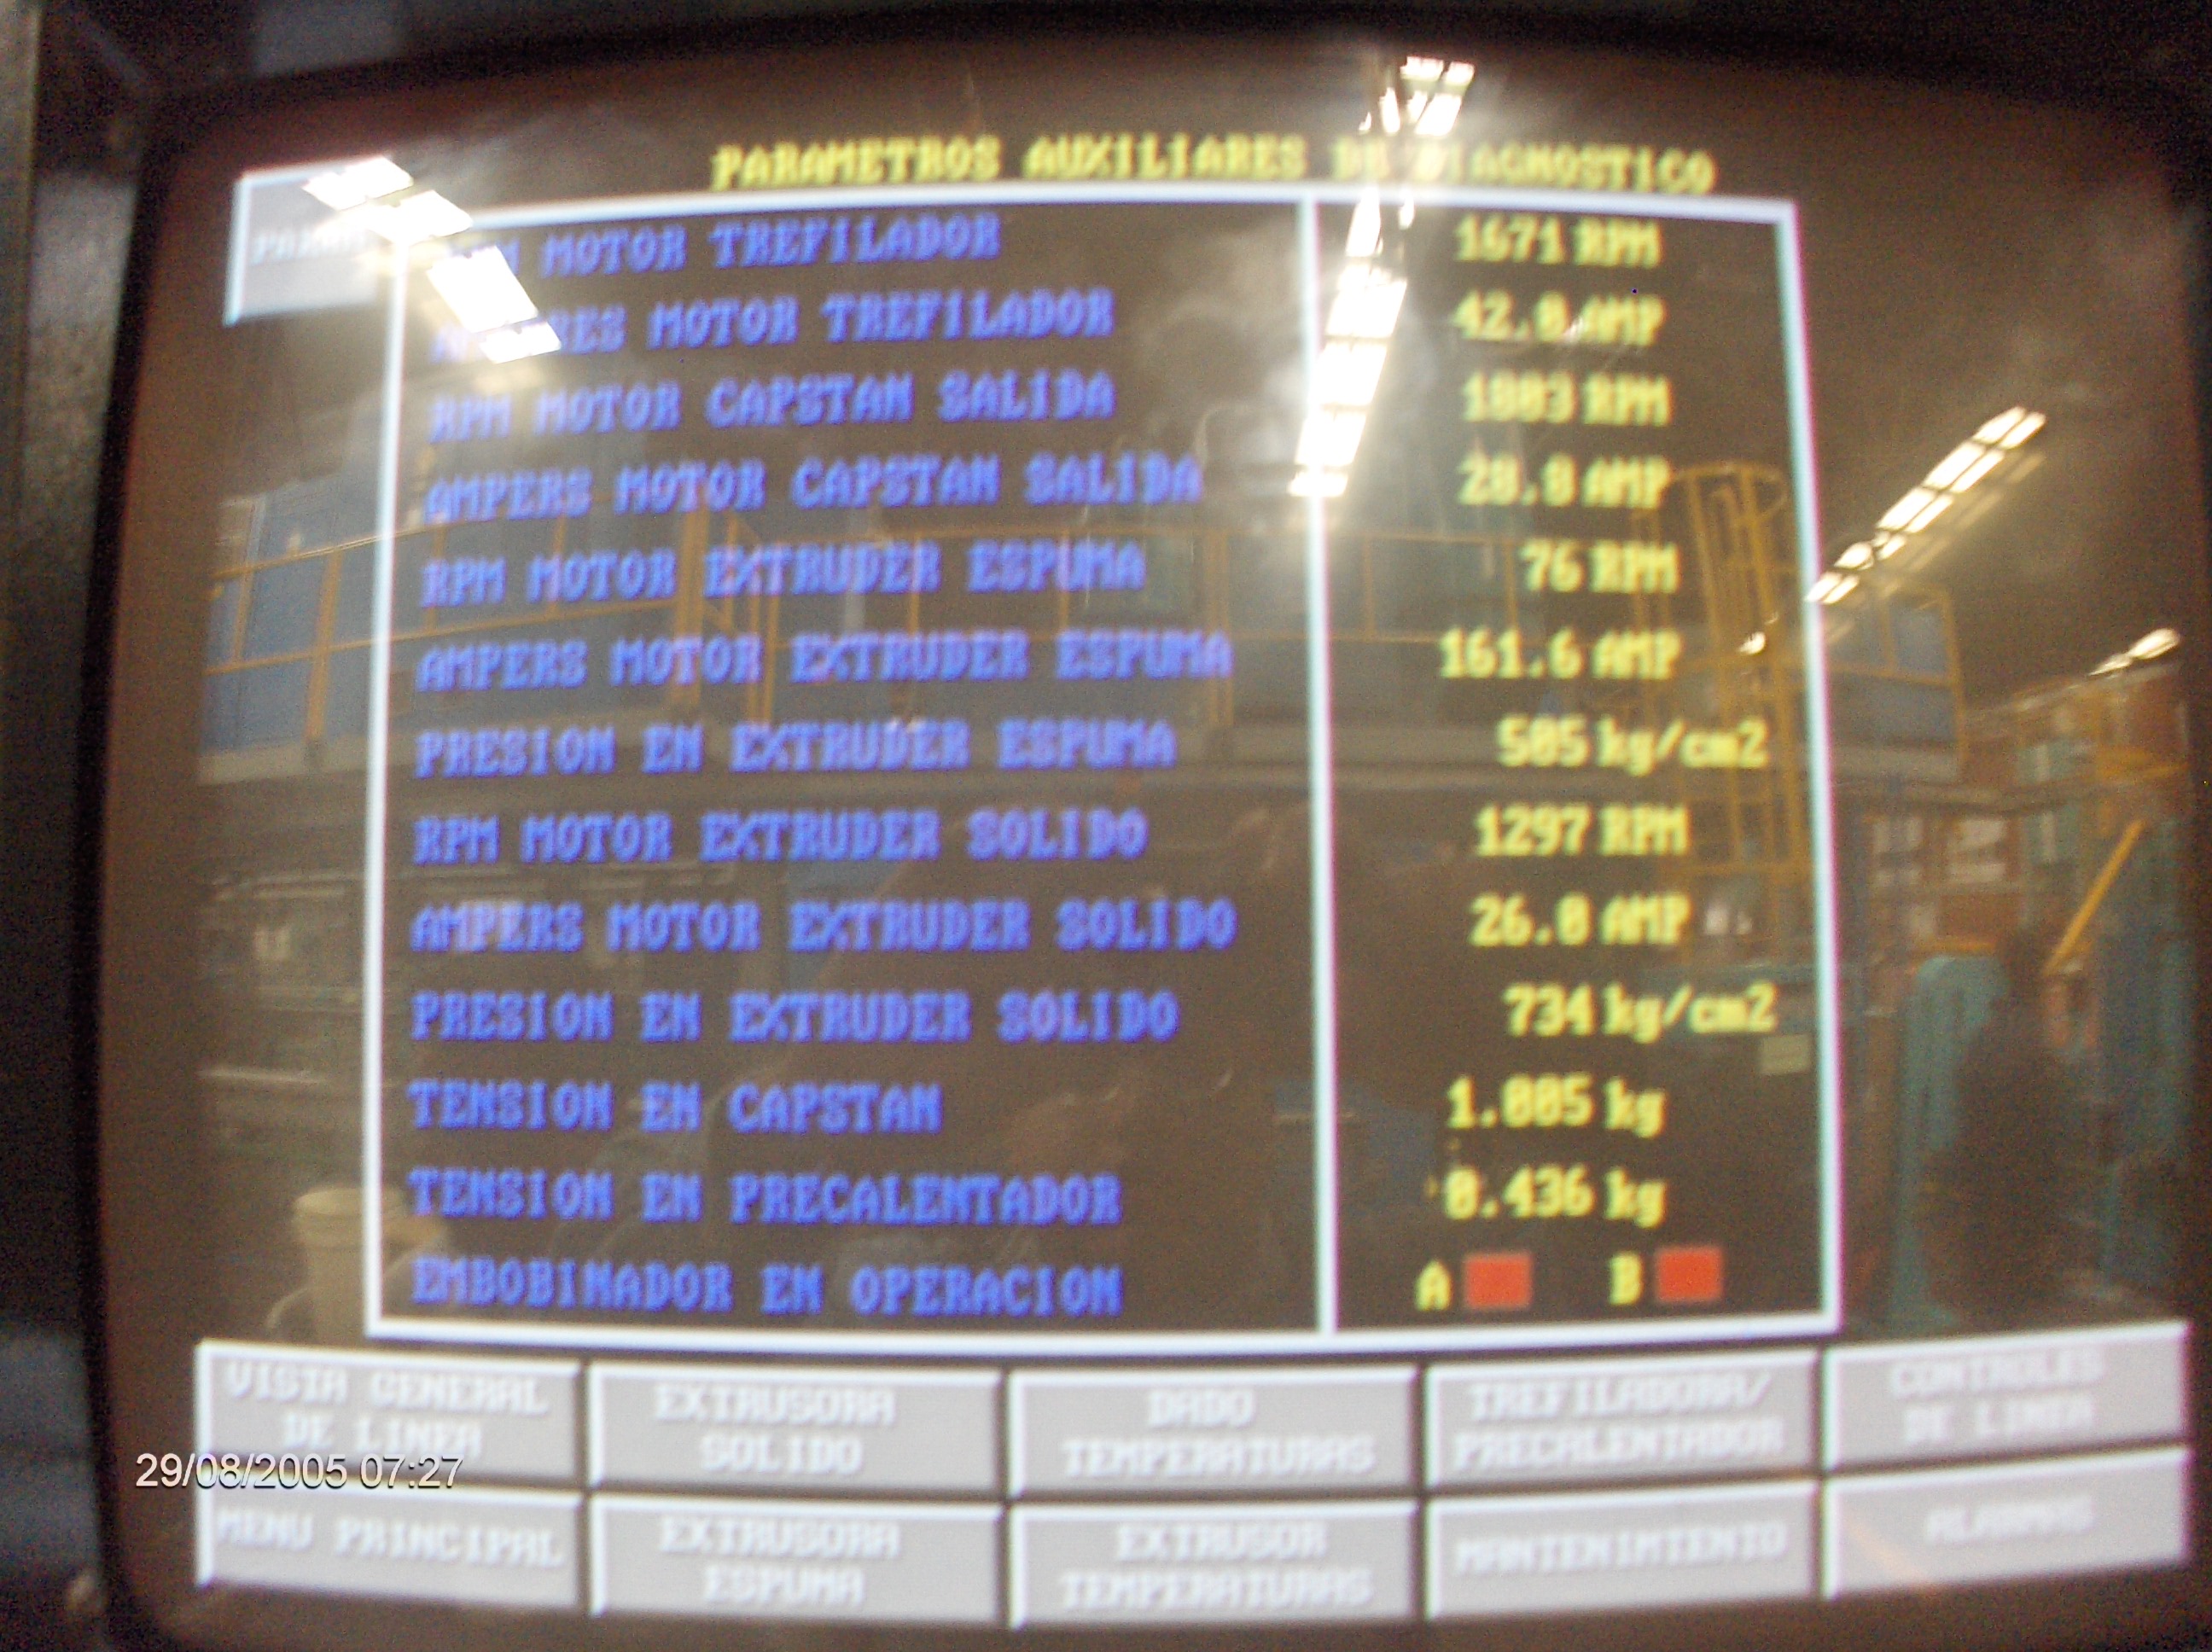 PARAMETROS AUXILIARES DE DIAGNOSTICO
RPM MOTOR TREFILADOR 1671 RPM
AMPERES MOTOR TREFILADOR 42.0 AMP
RPM MOTOR CAPSTAN SALIDA RPM
AMPERS MOTOR CAPSTAN SALIDA AMP
RPM MOTOR EXTRUDER ESPUMA 76 RPM
AMPERS MOTOR EXTRUDER ESPUMA 161.6 AMP
PRESION EN EXTRUDER ESPUMA 505 kg/cm2
RPM MOTOR EXTRUDER SOLIDO 1297 RPM
AMPERS MOTOR EXTRUDER SOLIDO 26.0 AMP
PRESION EN EXTRUDER SOLIDO 734 kg/cm2
TENSION EN CAPSTAN 1.005 kg
TENSION EN PRECALENTADOR 0.436 kg
EMBOBINADOR EN OPERACION A B
VISTA GENERAL
DE LINEA
EXTRUSORA
SOLIDO
DADO
TEMPERATURAS
TREFILADORA/
PRECALENTADOR
CONTROLES
DE LINEA
29/08/2005 07:27
MENU PRINCIPAL
EXTRUSORA
ESPUMA
EXTRUSOR
TEMPERATURAS
MANTENIMIENTO
ALARMAS